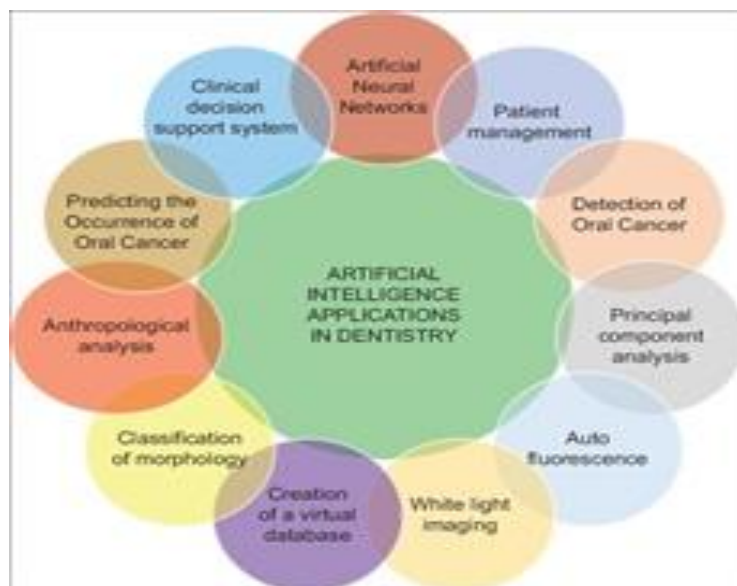 ARTIFICIAL
INTELLIGENCE
APPLICATIONS
IN DENTISTRY
Artificial
Neural
Networks
Patient
management
Detection of
Oral Cancer
Principal
component
analysis
Auto
fluorescence
White light
imaging
Creation
of a virtual
database
Classification
of morphology
Anthropological
analysis
Predicting the
Occurrence of
Oral Cancer
Clinical
decision
support system